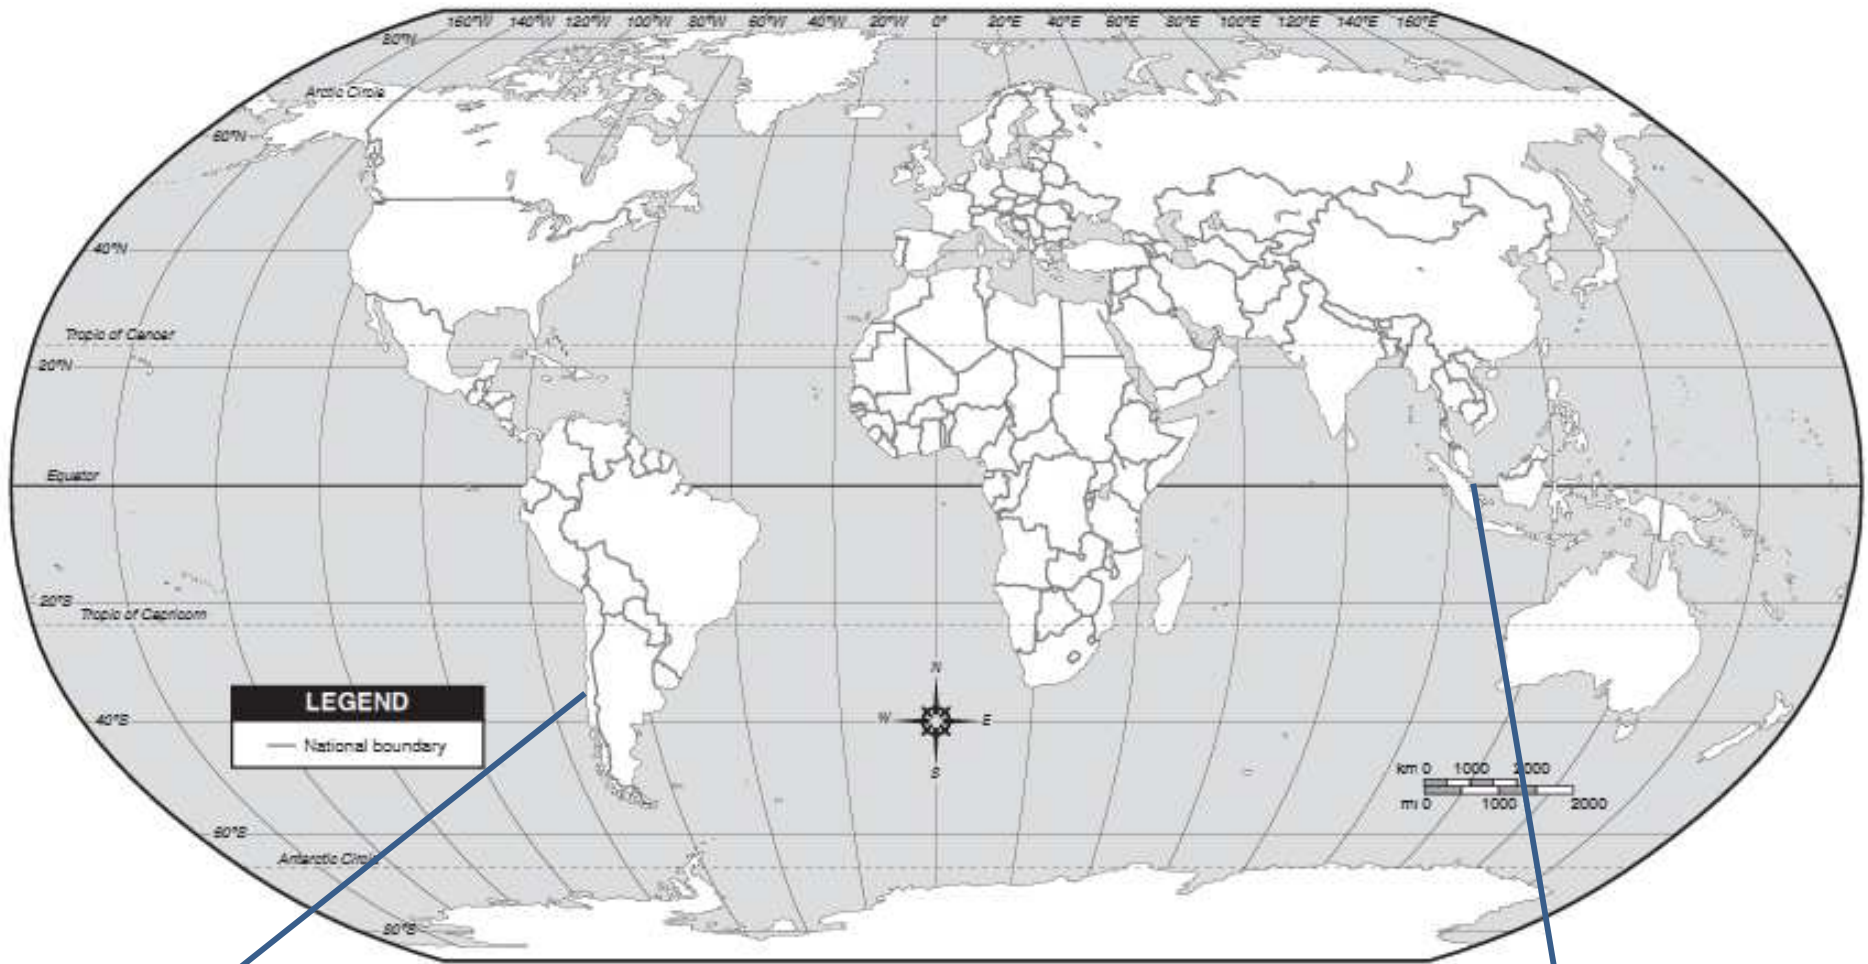 160°W 140°W 120°W 100°W 80°W 60°W 40°W 20°W 0° 20°E 40°E 60°E 80°E 100°E 120°E 140°E 160°E
80°N
Arctic Circle
60°N
40°N
Tropic of Cancer
20°N
Equator
20°S
Tropic of Capricorn
N
W E
S
LEGEND
National boundary
40°S
km 0 1000 2000
mi 0 1000 2000
60°S
Antarctic Circle
80°S